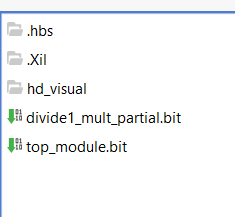 .hbs
.Xil
hd_visual
divide1_mult_partial.bit
top_module.bit